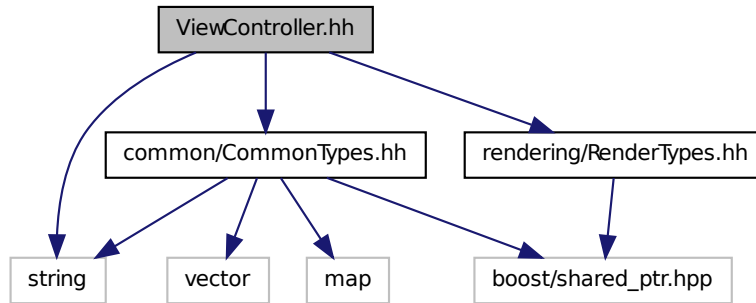 ViewController.hh
common/CommonTypes.hh
rendering/RenderTypes.hh
string
vector
map
boost/shared_ptr.hpp